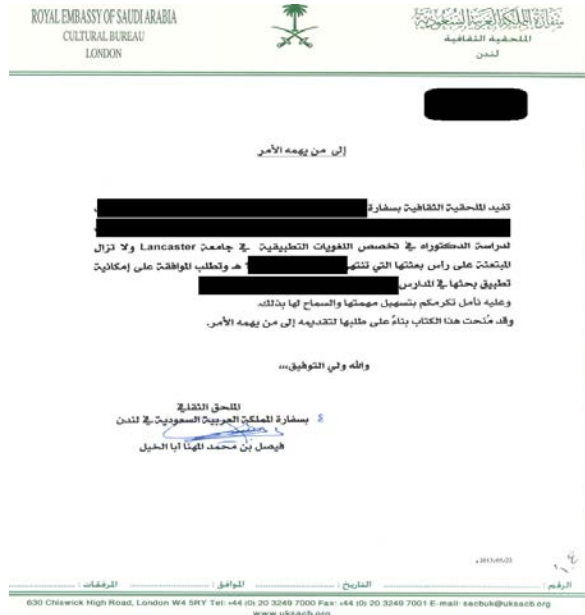 ROYAL EMBASSY OF SAUDI ARABIA
CULTURAL BUREAU
LONDON
سفارة المملكة العربية السعودية
الملحقية الثقافية
لندن
إلى من يهمه الأمر
تفيد الملحقية الثقافية بسفارة
لدراسة الدكتوراه في تخصص اللغويات التطبيقية في جامعة Lancaster ولا تزال
المبتعثة على رأس بعثتها التي تنتهي هـ وتطلب الموافقة على إمكانية
تطبيق بحثها في المدارس
وعليه نأمل تكرمكم بتسهيل مهمتها والسماح لها بذلك.
وقد مُنحت هذا الكتاب بناءً على طلبها لتقديمه إلى من يهمه الأمر.
والله ولي التوفيق،،،
الملحق الثقافي
بسفارة المملكة العربية السعودية في لندن
فيصل بن محمد المهنا أبا الخيل
2013/05/23
الرقم : التاريخ : الموافق : المرفقات :
630 Chiswick High Road, London W4 5RY Tel: +44 (0) 20 3249 7000 Fax: +44 (0) 20 3249 7001 E-mail: sacbuk@uksacb.org
www.uksacb.org